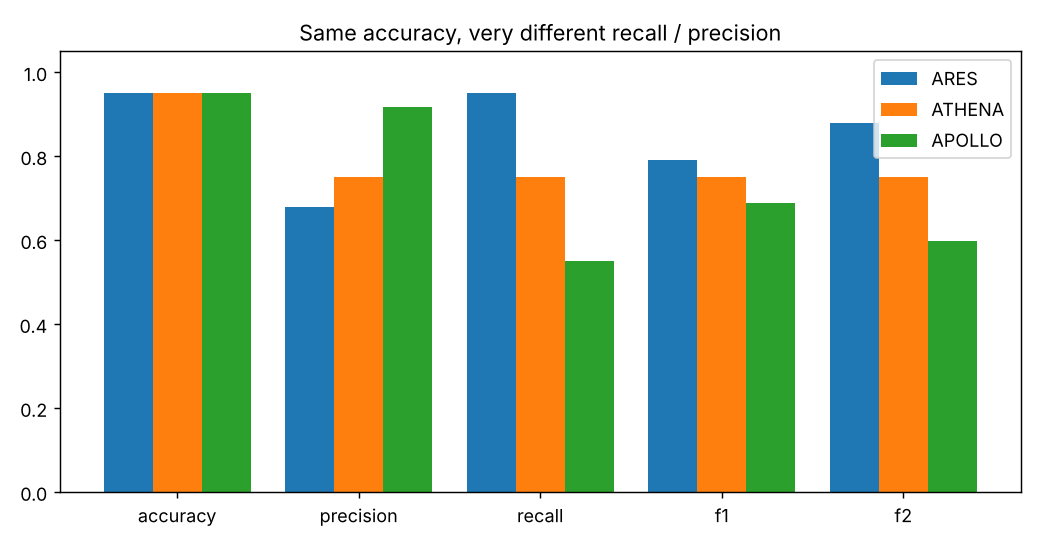 Same accuracy, very different recall / precision
1.0
0.8
0.6
0.4
0.2
0.0
ARES
ATHENA
APOLLO
accuracy
precision
recall
f1
f2